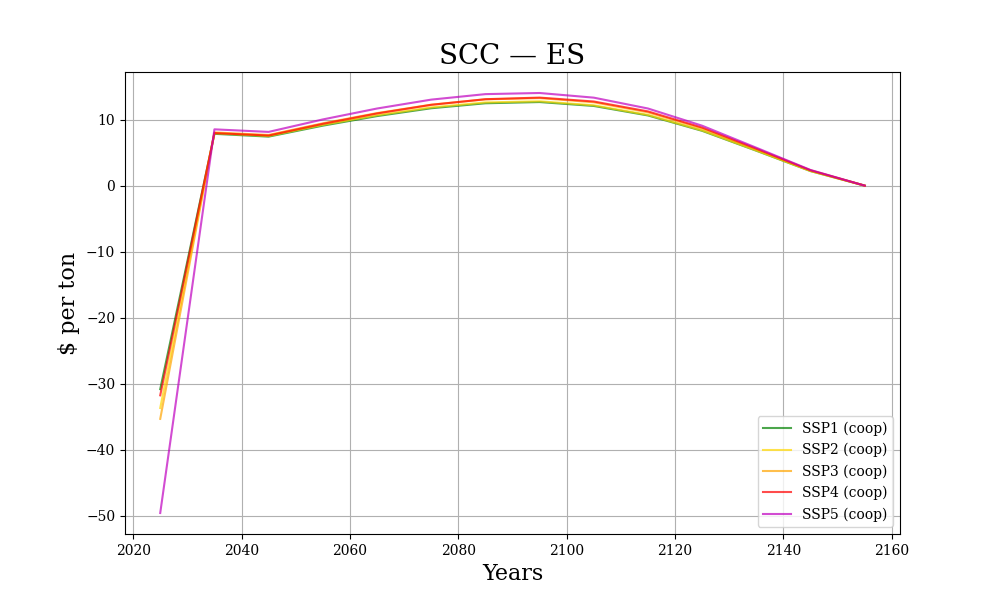 SCC — ES
$ per ton
10
0
−10
−20
−30
−40
−50
2020 2040 2060 2080 2100 2120 2140 2160
Years
SSP1 (coop)
SSP2 (coop)
SSP3 (coop)
SSP4 (coop)
SSP5 (coop)